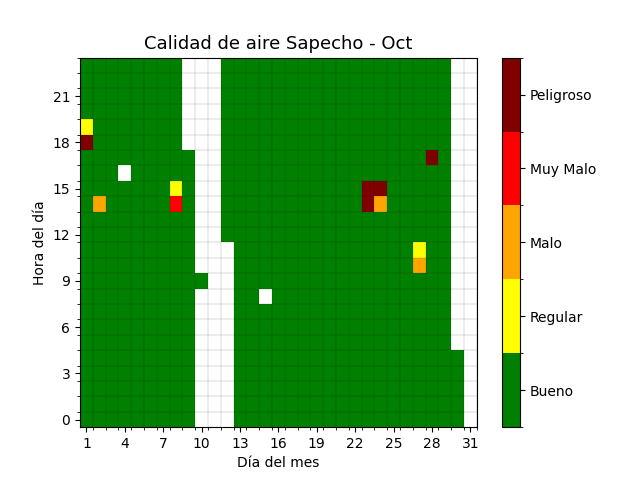 Calidad de aire Sapecho - Oct
Hora del día
21
18
15
12
9
6
3
0
1 4 7 10 13 16 19 22 25 28 31
Día del mes
Peligroso
Muy Malo
Malo
Regular
Bueno